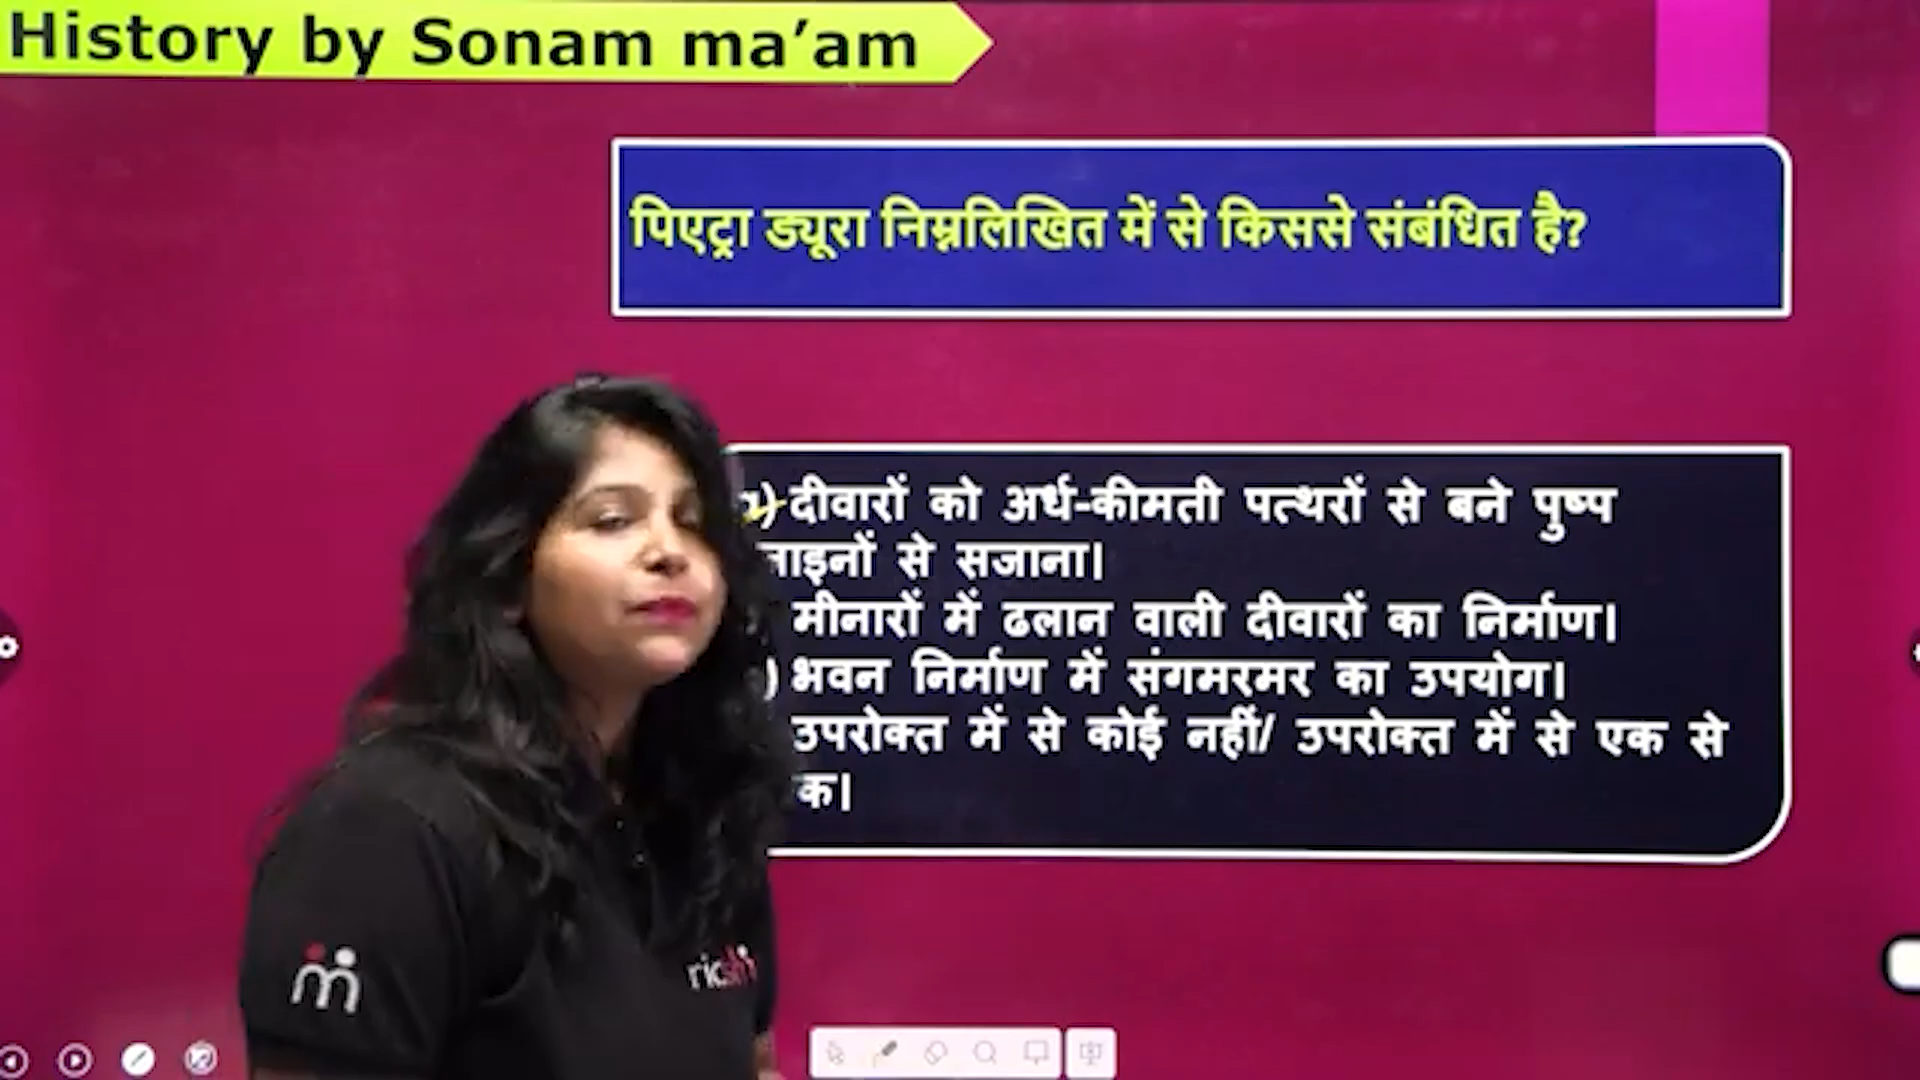 History by Sonam ma’am
पिएट्रा ड्यूरा निम्नलिखित में से किससे संबंधित है?
दीवारों को अर्ध-कीमती पत्थरों से बने पुष्प
से सजाना।
मीनारों में ढलान वाली दीवारों का निर्माण।
) भवन निर्माण में संगमरमर का उपयोग।
उपरोक्त में से कोई नहीं/ उपरोक्त में से एक से